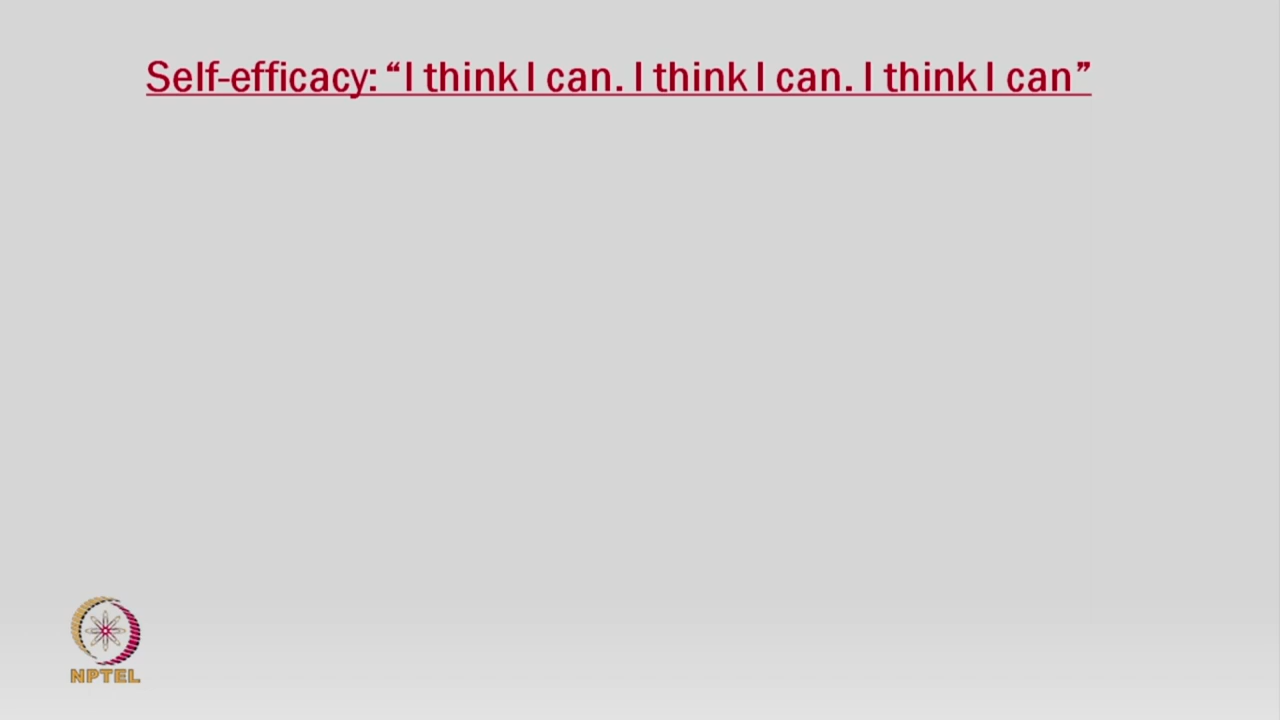 Self-efficacy: “I think I can. I think I can. I think I can”
NPTEL